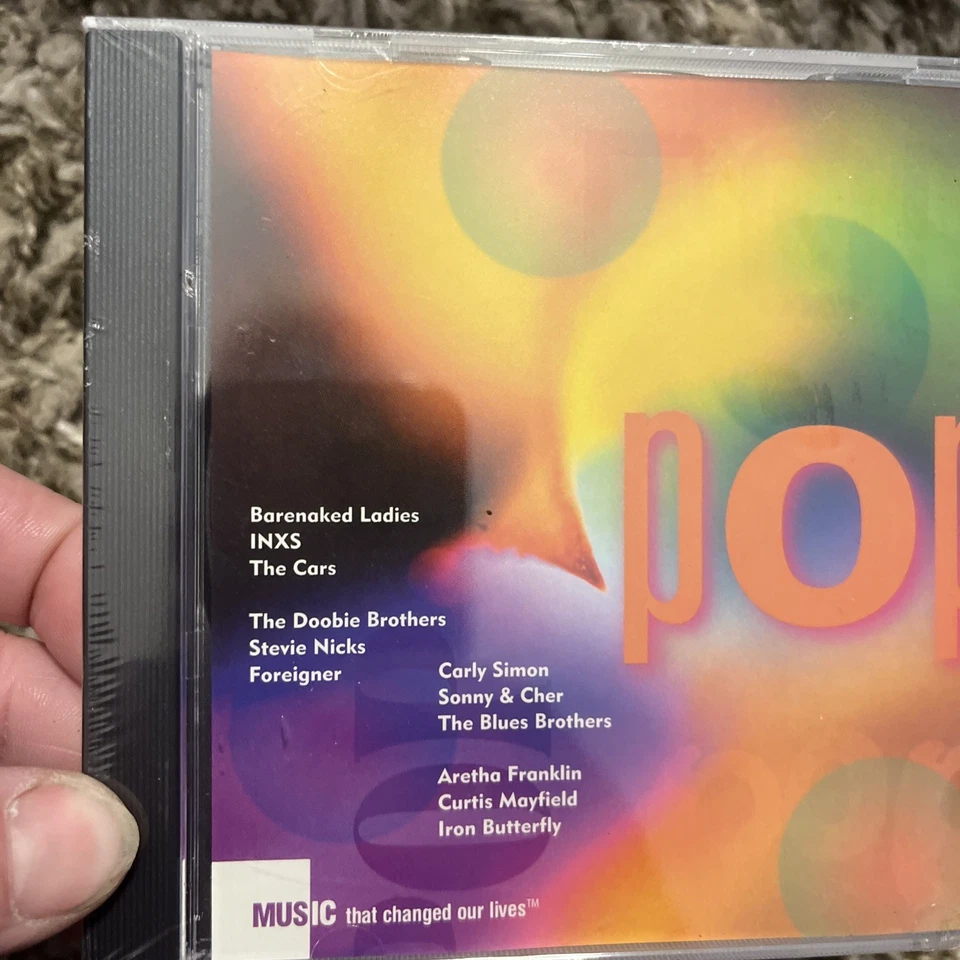 pop
Barenaked Ladies
INXS
The Cars
The Doobie Brothers
Stevie Nicks
Foreigner
Carly Simon
Sonny & Cher
The Blues Brothers
Aretha Franklin
Curtis Mayfield
Iron Butterfly
MUSIC that changed our lives™